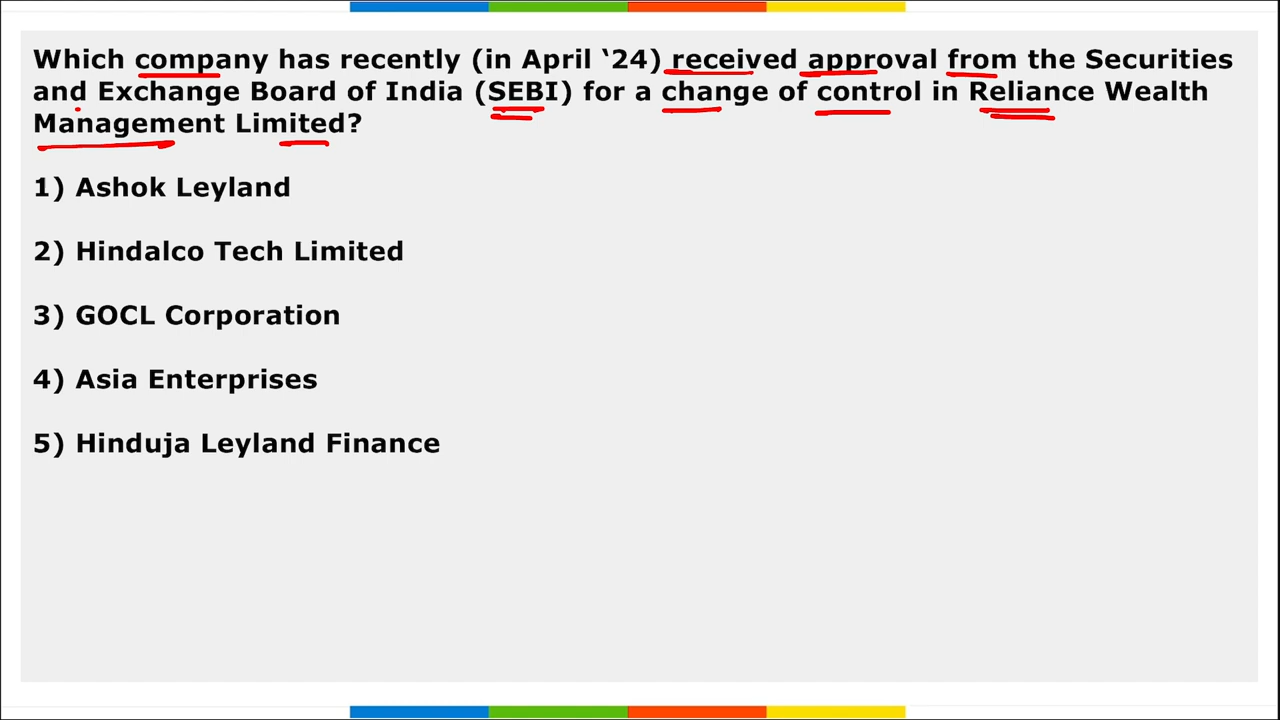 Which company has recently (in April ‘24) received approval from the Securities
and Exchange Board of India (SEBI) for a change of control in Reliance Wealth
Management Limited?
1) Ashok Leyland
2) Hindalco Tech Limited
3) GOCL Corporation
4) Asia Enterprises
5) Hinduja Leyland Finance